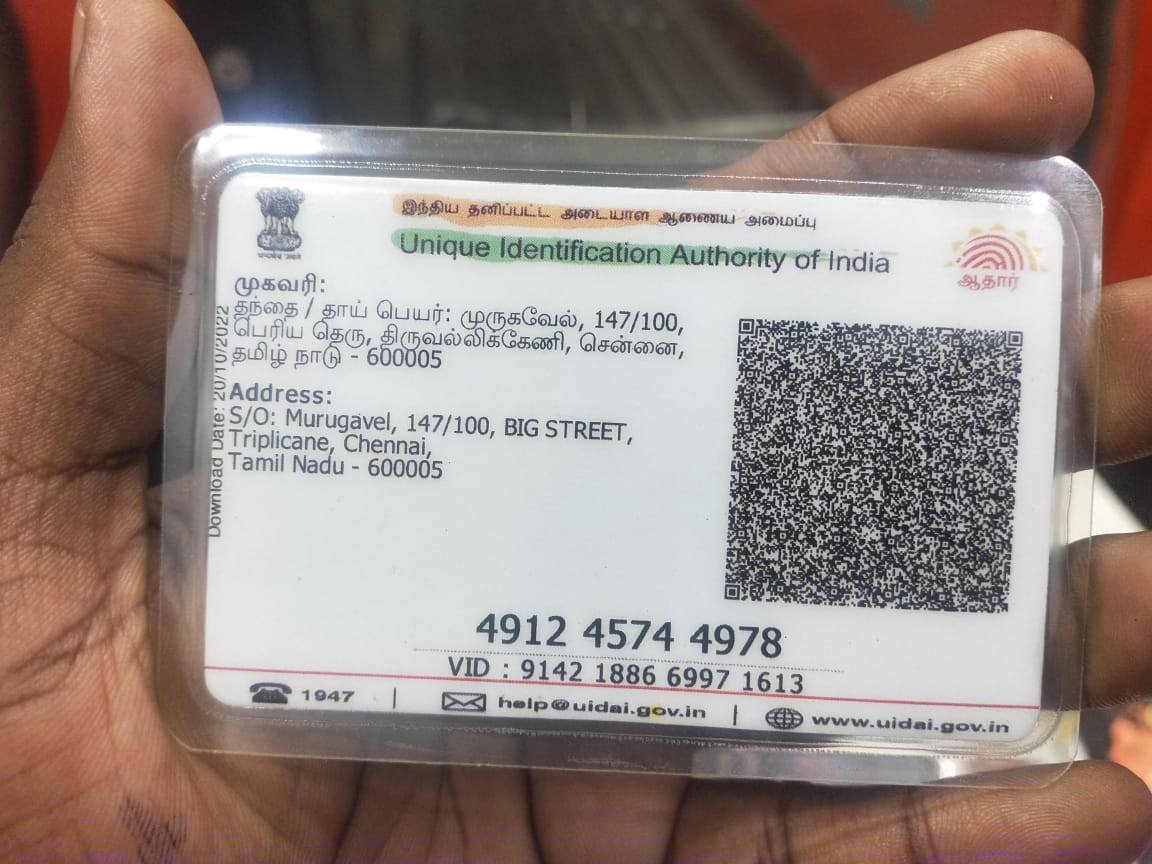 இந்திய தனிப்பட்ட அடையாள ஆணைய அமைப்பு
Unique Identification Authority of India
ஆதார்
முகவரி:
தந்தை / தாய் பெயர்: முருகவேல், 147/100,
பெரிய தெரு, திருவல்லிக்கேணி, சென்னை,
தமிழ் நாடு - 600005
Address:
S/O: Murugavel, 147/100, BIG STREET,
Triplicane, Chennai,
Tamil Nadu - 600005
Download Date: 20/10/2022
4912 4574 4978
VID : 9142 1886 6997 1613
1947 | help@uidai.gov.in | www.uidai.gov.in